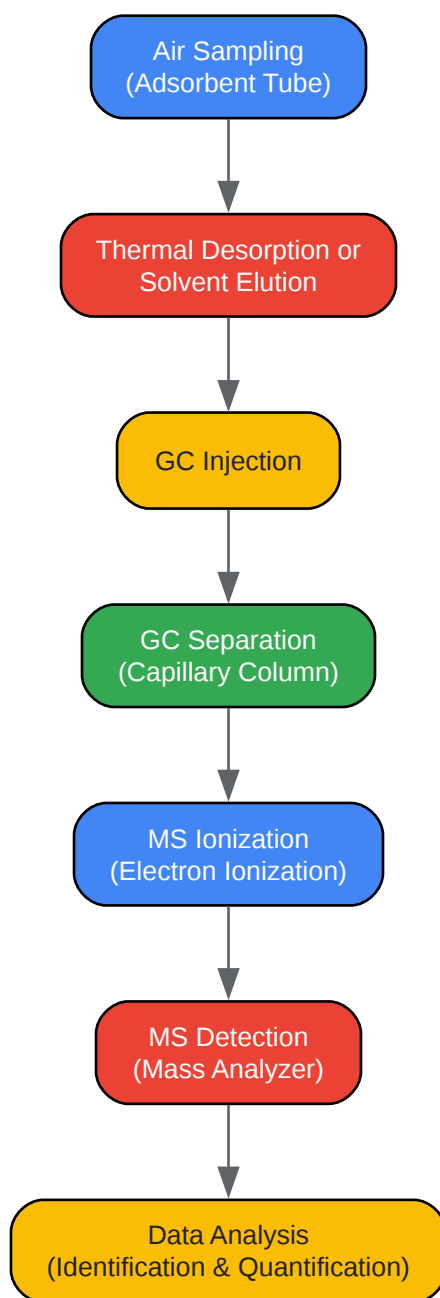 Air Sampling
(Adsorbent Tube)
Thermal Desorption or
Solvent Elution
GC Injection
GC Separation
(Capillary Column)
MS Ionization
(Electron Ionization)
MS Detection
(Mass Analyzer)
Data Analysis
(Identification & Quantification)